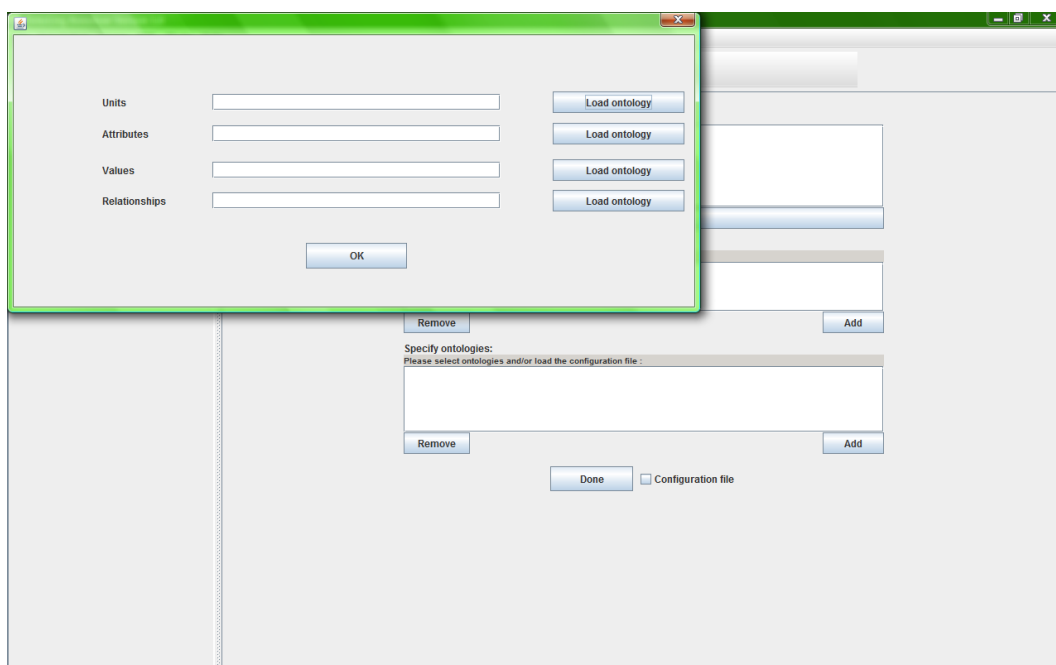 Units
Load ontology
Attributes
Load ontology
Values
Load ontology
Relationships
Load ontology
OK
Remove
Add
Specify ontologies:
Please select ontologies and/or load the configuration file :
Remove
Add
Done
Configuration file